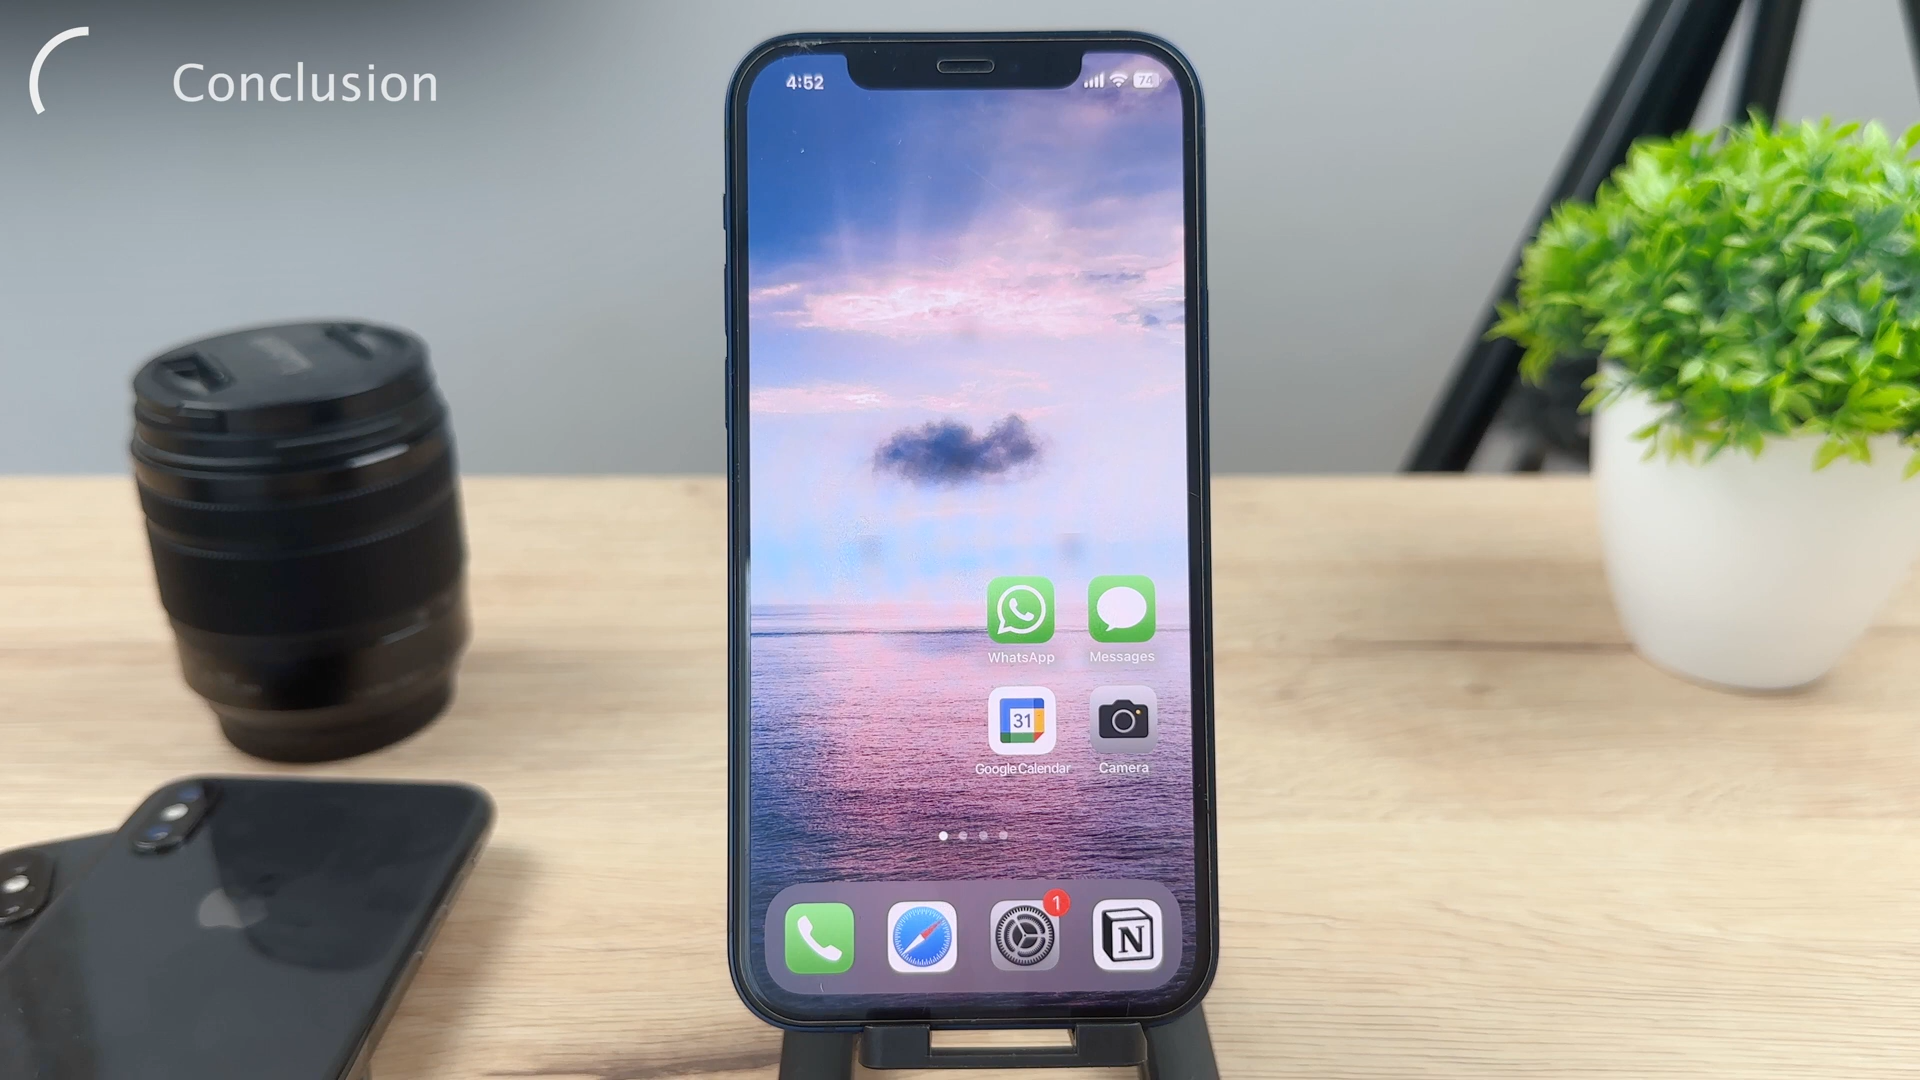 Conclusion
4:52
74
WhatsApp
Messages
31
Google Calendar
Camera
1
N